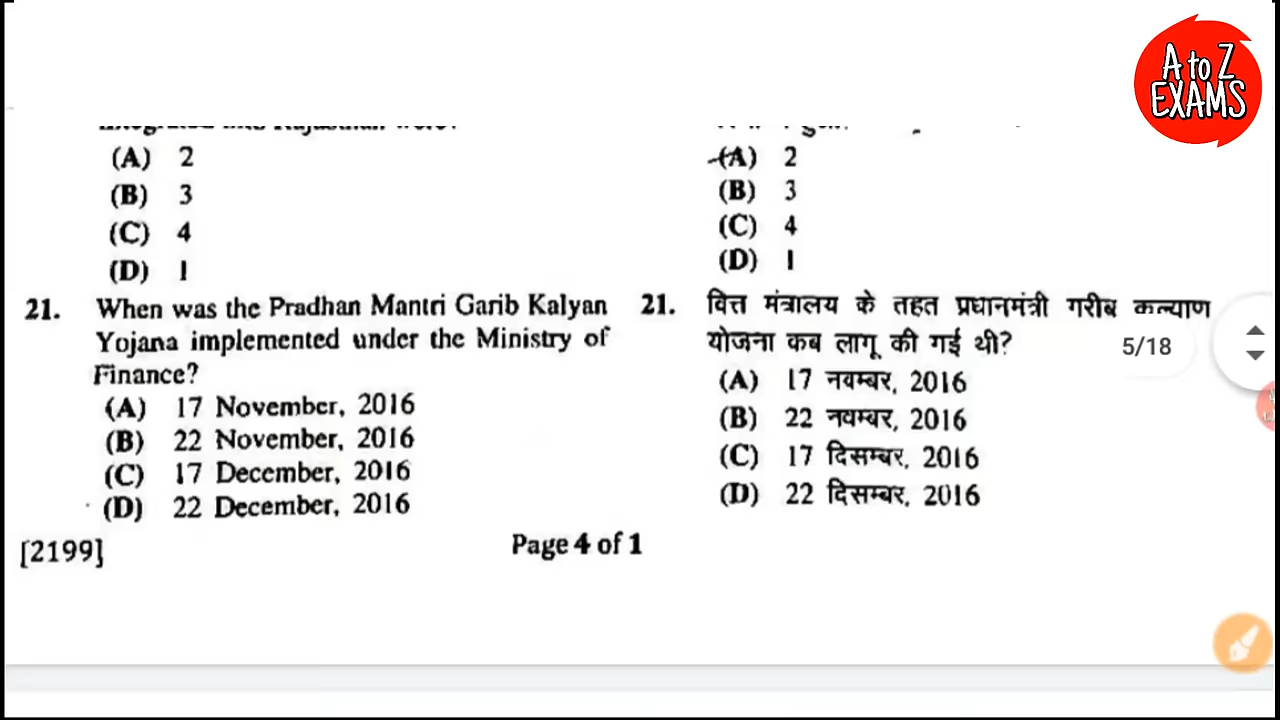 A to Z
EXAMS
(A) 2
(B) 3
(C) 4
(D) 1
21. When was the Pradhan Mantri Garib Kalyan
Yojana implemented under the Ministry of
Finance?
(A) 17 November, 2016
(B) 22 November, 2016
(C) 17 December, 2016
(D) 22 December, 2016
[2199]
Page 4 of 1
(A) 2
(B) 3
(C) 4
(D) 1
21. वित्त मंत्रालय के तहत प्रधानमंत्री गरीब कल्याण
योजना कब लागू की गई थी?
(A) 17 नवम्बर, 2016
(B) 22 नवम्बर, 2016
(C) 17 दिसम्बर, 2016
(D) 22 दिसम्बर, 2016
5/18